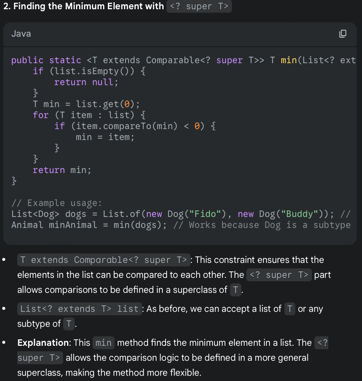 2. Finding the Minimum Element with <? super T>
Java
public static <T extends Comparable<? super T>> T min(List<? ext
if (list.isEmpty()) {
return null;
}
T min = list.get(0);
for (T item : list) {
if (item.compareTo(min) < 0) {
min = item;
}
}
return min;
}
// Example usage:
List<Dog> dogs = List.of(new Dog("Fido"), new Dog("Buddy")); //
Animal minAnimal = min(dogs); // Works because Dog is a subtype
• T extends Comparable<? super T>: This constraint ensures that the
elements in the list can be compared to each other. The <? super T> part
allows comparisons to be defined in a superclass of T.
• List<? extends T> list: As before, we can accept a list of T or any
subtype of T.
• Explanation: This min method finds the minimum element in a list. The <?
super T> allows the comparison logic to be defined in a more general
superclass, making the method more flexible.